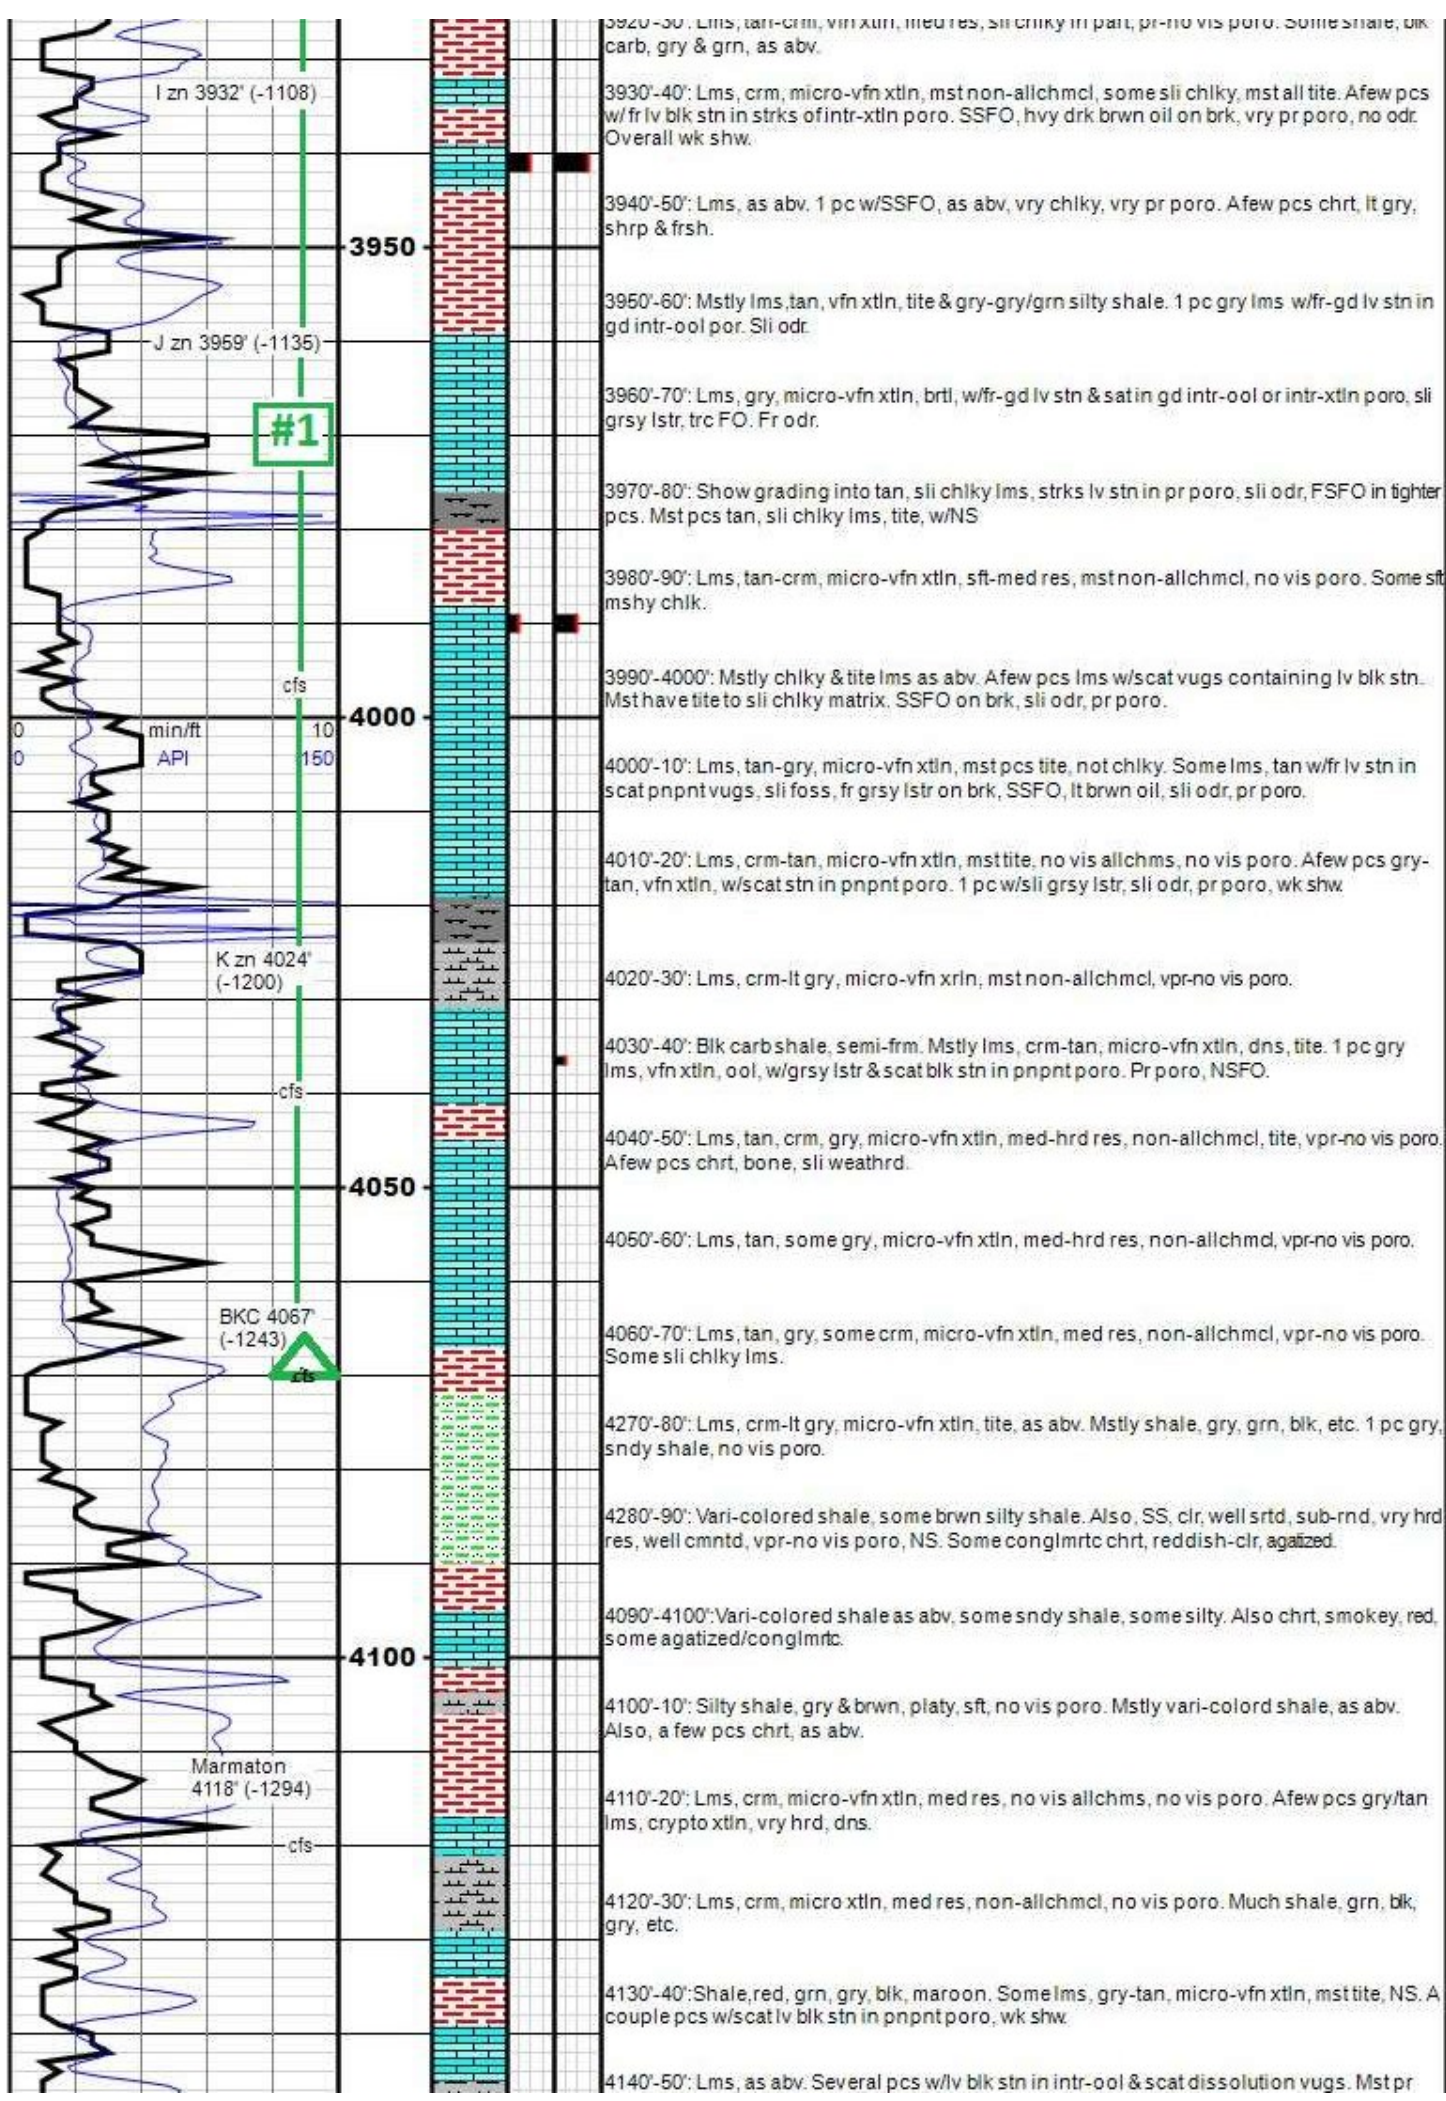 3920'-30': Lms, tan-crm, vfn xtln, med res, sli chlky in part, pr-no vis poro. Some shale, blk
carb, gry & grn, as abv.
I zn 3932' (-1108)
3930'-40': Lms, crm, micro-vfn xtln, mst non-allchmcl, some sli chlky, mst all tite. Afew pcs
w/ fr lv blk stn in strks of intr-xtln poro. SSFO, hvy drk brwn oil on brk, vry pr poro, no odr.
Overall wk shw.
3940'-50': Lms, as abv. 1 pc w/SSFO, as abv, vry chlky, vry pr poro. Afew pcs chrt, lt gry,
shrp & frsh.
3950
3950'-60': Mstly lms,tan, vfn xtln, tite & gry-gry/grn silty shale. 1 pc gry lms w/fr-gd lv stn in
gd intr-ool por. Sli odr.
J zn 3959' (-1135)
3960'-70': Lms, gry, micro-vfn xtln, brtl, w/fr-gd lv stn & sat in gd intr-ool or intr-xtln poro, sli
grsy lstr, trc FO. Fr odr.
#1
3970'-80': Show grading into tan, sli chlky lms, strks lv stn in pr poro, sli odr, FSFO in tighter
pcs. Mst pcs tan, sli chlky lms, tite, w/NS
3980'-90': Lms, tan-crm, micro-vfn xtln, sft-med res, mst non-allchmcl, no vis poro. Some sft
mshy chlk.
3990'-4000': Mstly chlky & tite lms as abv. Afew pcs lms w/scat vugs containing lv blk stn.
Mst have tite to sli chlky matrix. SSFO on brk, sli odr, pr poro.
cfs
4000
0 min/ft 10
0 API 150
4000'-10': Lms, tan-gry, micro-vfn xtln, mst pcs tite, not chlky. Some lms, tan w/fr lv stn in
scat pnpnt vugs, sli foss, fr grsy lstr on brk, SSFO, lt brwn oil, sli odr, pr poro.
4010'-20': Lms, crm-tan, micro-vfn xtln, mst tite, no vis allchms, no vis poro. Afew pcs gry-
tan, vfn xtln, w/scat stn in pnpnt poro. 1 pc w/sli grsy lstr, sli odr, pr poro, wk shw.
K zn 4024'
(-1200)
4020'-30': Lms, crm-lt gry, micro-vfn xrln, mst non-allchmcl, vpr-no vis poro.
4030'-40': Blk carb shale, semi-frm. Mstly lms, crm-tan, micro-vfn xtln, dns, tite. 1 pc gry
lms, vfn xtln, ool, w/grsy lstr & scat blk stn in pnpnt poro. Pr poro, NSFO.
cfs
4040'-50': Lms, tan, crm, gry, micro-vfn xtln, med-hrd res, non-allchmcl, tite, vpr-no vis poro.
Afew pcs chrt, bone, sli weathrd.
4050
4050'-60': Lms, tan, some gry, micro-vfn xtln, med-hrd res, non-allchmcl, vpr-no vis poro.
BKC 4067'
(-1243)
4060'-70': Lms, tan, gry, some crm, micro-vfn xtln, med res, non-allchmcl, vpr-no vis poro.
Some sli chlky lms.
cfs
4270'-80': Lms, crm-lt gry, micro-vfn xtln, tite, as abv. Mstly shale, gry, grn, blk, etc. 1 pc gry,
sndy shale, no vis poro.
4280'-90': Vari-colored shale, some brwn silty shale. Also, SS, clr, well srtd, sub-rnd, vry hrd
res, well cmntd, vpr-no vis poro, NS. Some conglmrtc chrt, reddish-clr, agatized.
4090'-4100':Vari-colored shale as abv, some sndy shale, some silty. Also chrt, smokey, red,
some agatized/conglmrtc.
4100
4100'-10': Silty shale, gry & brwn, platy, sft, no vis poro. Mstly vari-colord shale, as abv.
Also, a few pcs chrt, as abv.
Marmaton
4118' (-1294)
4110'-20': Lms, crm, micro-vfn xtln, med res, no vis allchms, no vis poro. Afew pcs gry/tan
lms, crypto xtln, vry hrd, dns.
cfs
4120'-30': Lms, crm, micro xtln, med res, non-allchmcl, no vis poro. Much shale, grn, blk,
gry, etc.
4130'-40':Shale,red, grn, gry, blk, maroon. Some lms, gry-tan, micro-vfn xtln, mst tite, NS. A
couple pcs w/scat lv blk stn in pnpnt poro, wk shw.
4140'-50': Lms, as abv. Several pcs w/lv blk stn in intr-ool & scat dissolution vugs. Mst pr